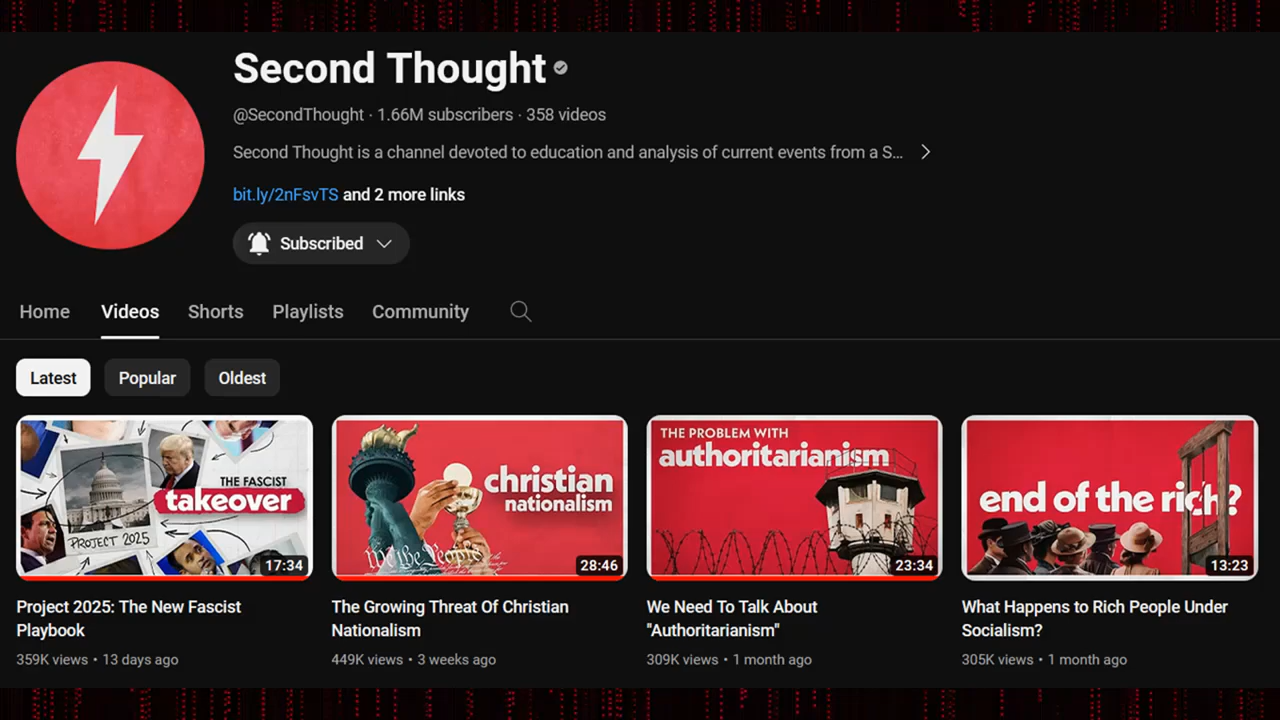 Second Thought
@SecondThought · 1.66M subscribers · 358 videos
Second Thought is a channel devoted to education and analysis of current events from a S...
bit.ly/2nFsvTS and 2 more links
Subscribed
Home Videos Shorts Playlists Community
Latest Popular Oldest
THE FASCIST
takeover
PROJECT 2025
17:34
christian
nationalism
We the People
28:46
THE PROBLEM WITH
authoritarianism
23:34
end of the rich?
13:23
Project 2025: The New Fascist
Playbook
359K views • 13 days ago
The Growing Threat Of Christian
Nationalism
449K views • 3 weeks ago
We Need To Talk About
"Authoritarianism"
309K views • 1 month ago
What Happens to Rich People Under
Socialism?
305K views • 1 month ago